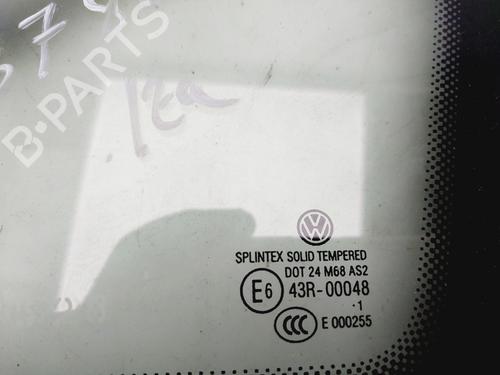 B-PARTS
SPLINTEX SOLID TEMPERED
DOT 24 M68 AS2
E6 43R-00048
·1
CCC E 000255